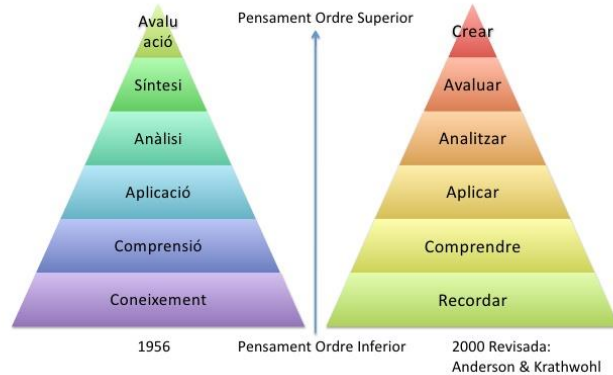 Avalu
ació
Síntesi
Anàlisi
Aplicació
Comprensió
Coneixement
1956
Pensament Ordre Superior
Pensament Ordre Inferior
Crear
Avaluar
Analitzar
Aplicar
Comprendre
Recordar
2000 Revisada:
Anderson & Krathwohl